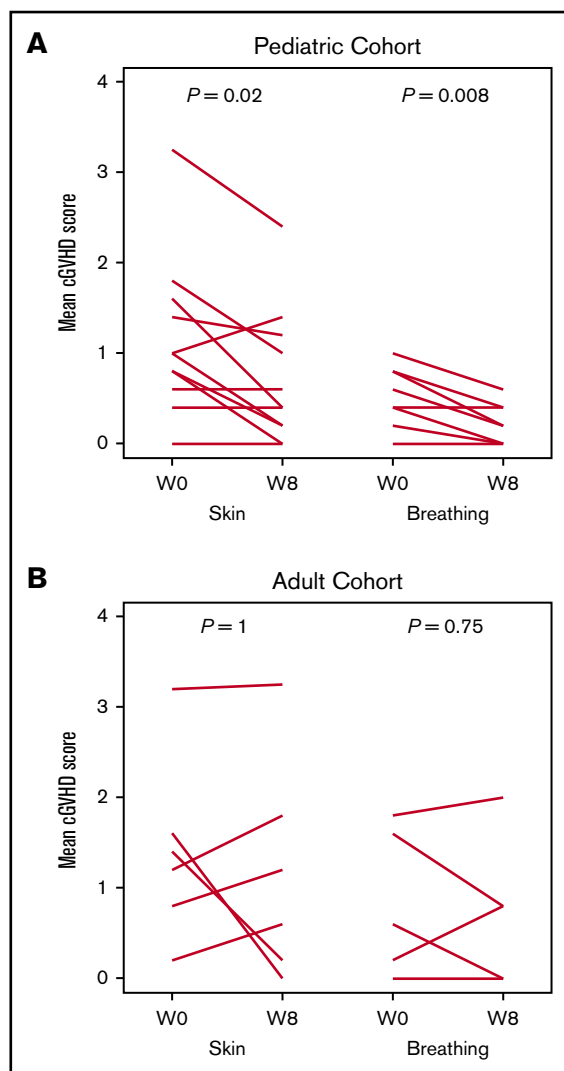 A
Pediatric Cohort
4
3
2
1
0
Mean cGVHD score
P = 0.02
P = 0.008
W0
W8
W0
W8
Skin
Breathing
B
Adult Cohort
4
3
2
1
0
Mean cGVHD score
P = 1
P = 0.75
W0
W8
W0
W8
Skin
Breathing